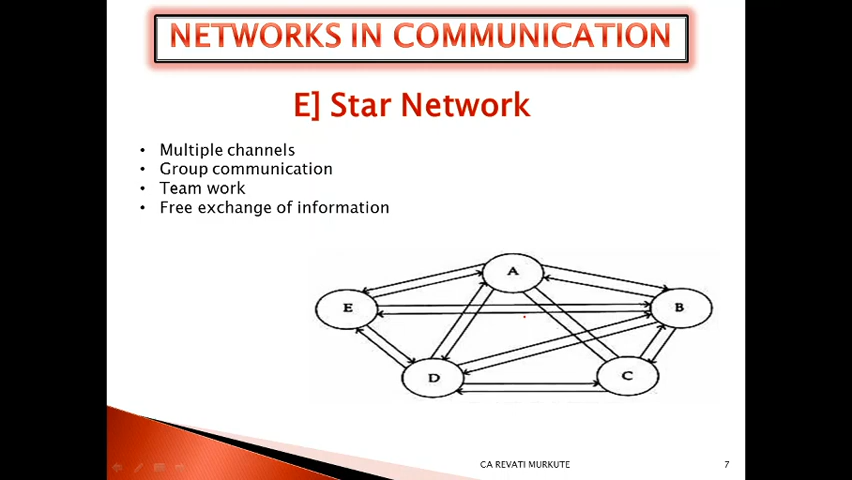 NETWORKS IN COMMUNICATION
E] Star Network
• Multiple channels
• Group communication
• Team work
• Free exchange of information
A
E
B
D
C
CA REVATI MURKUTE
7